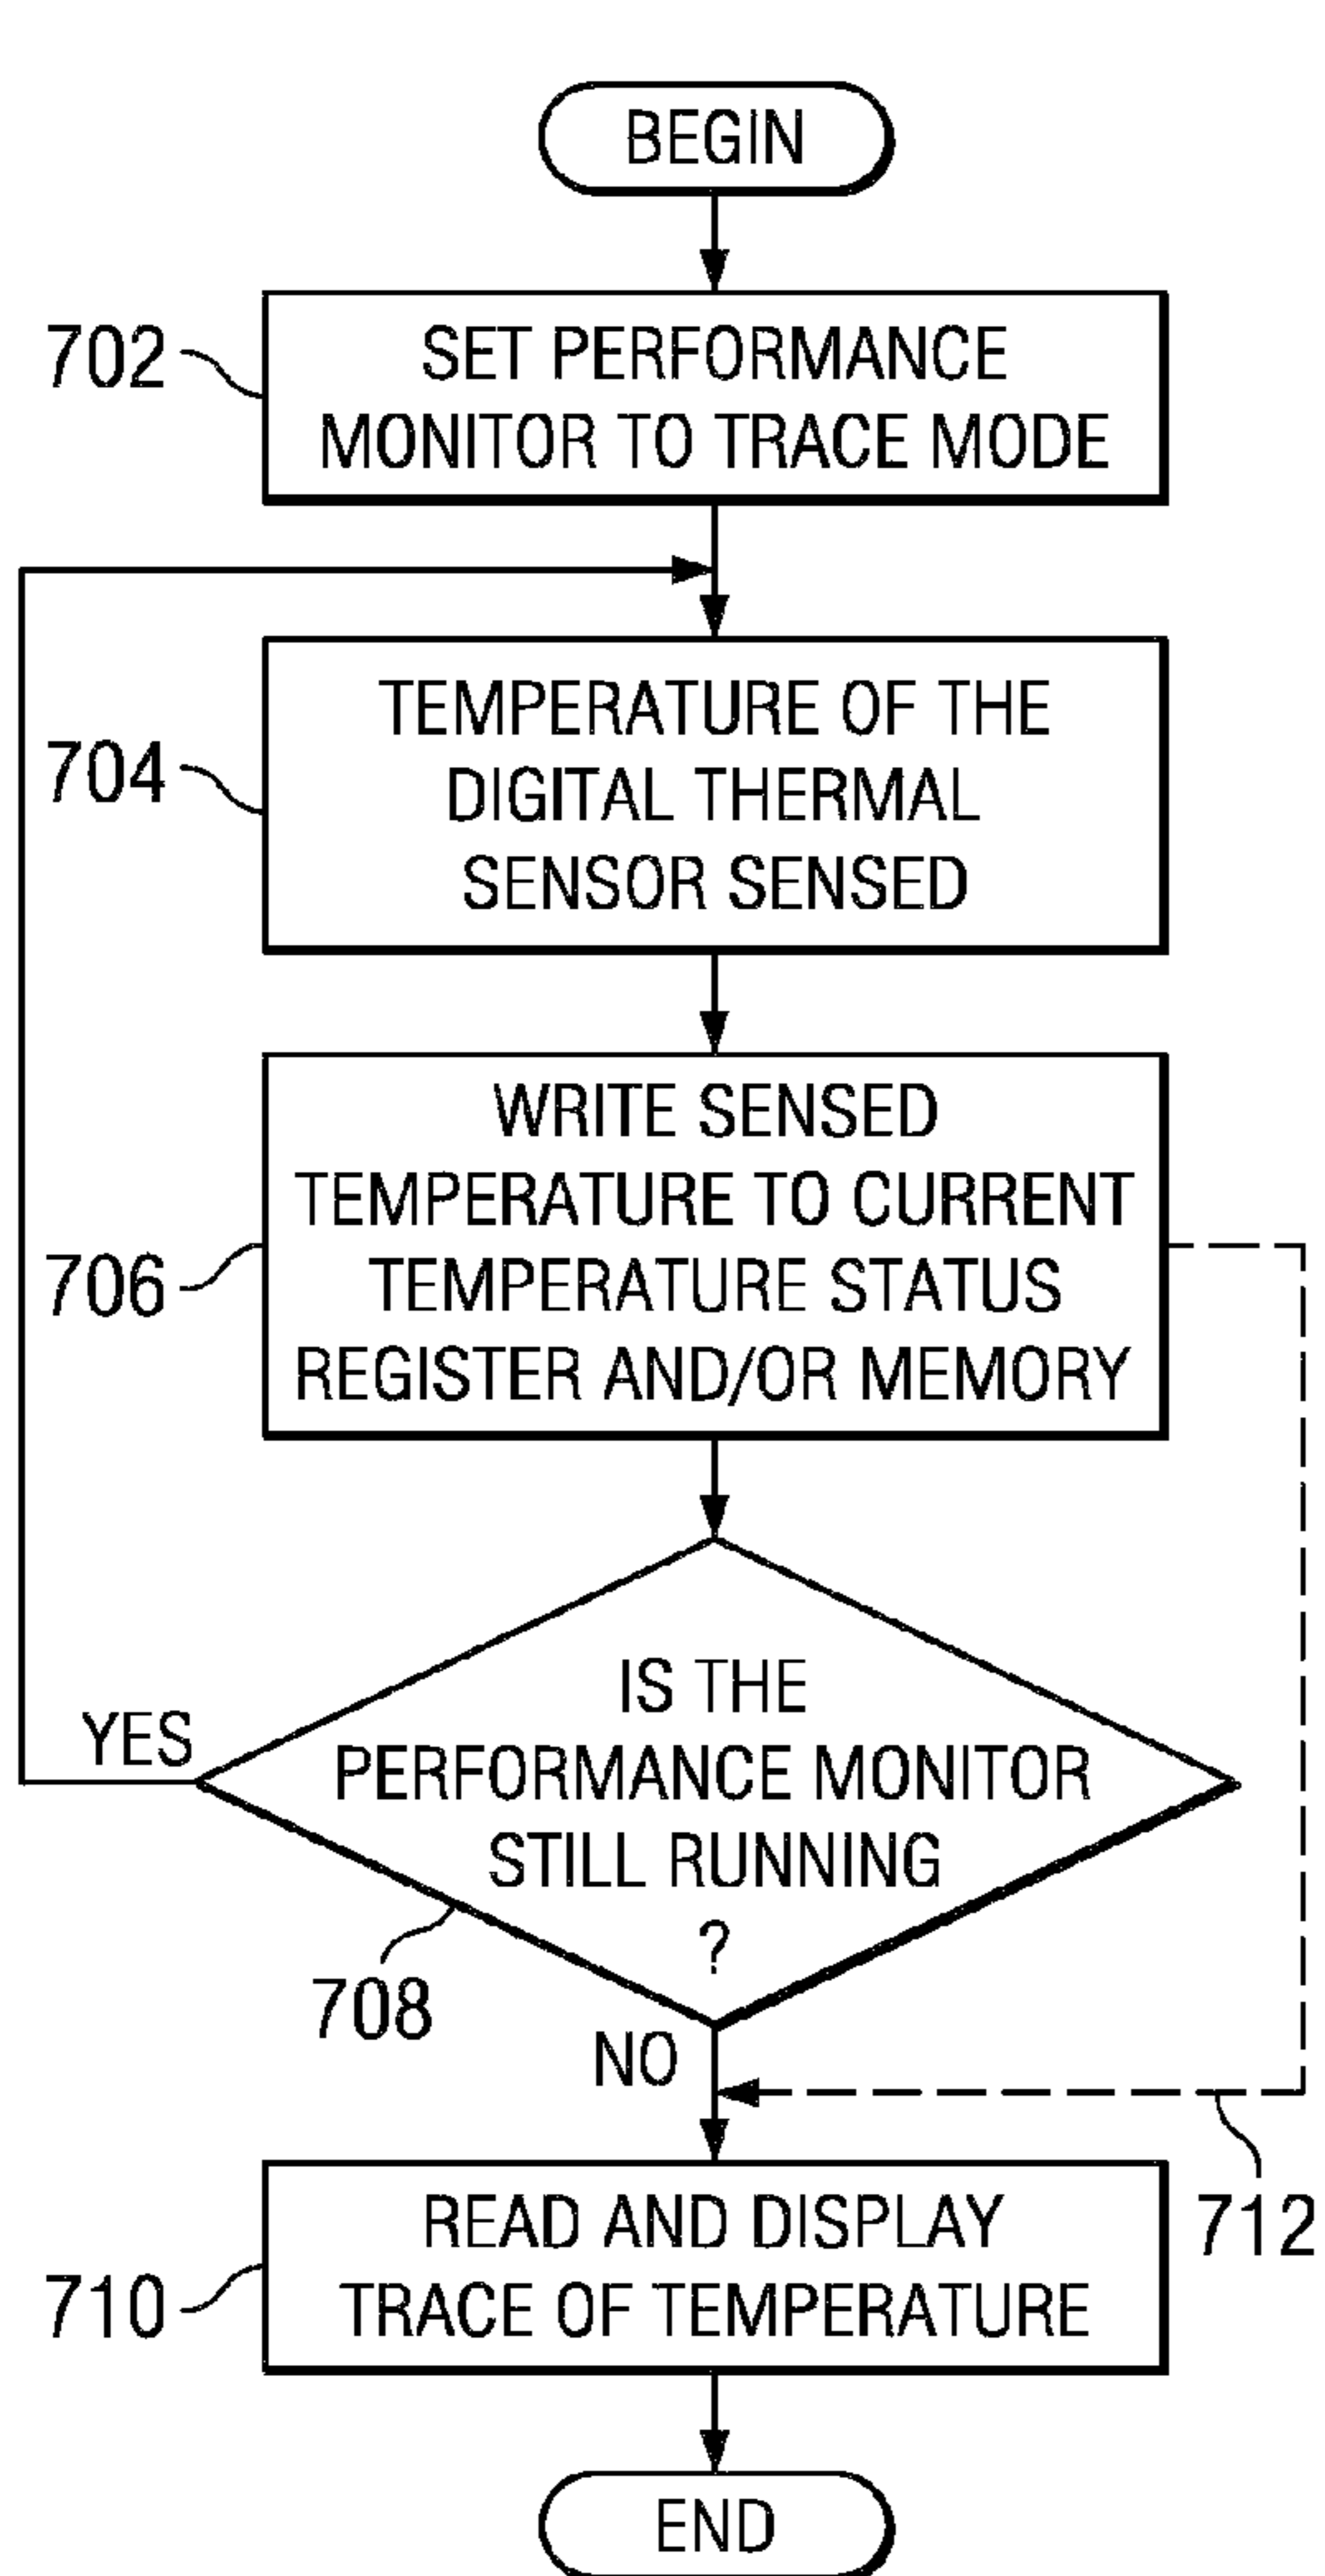 BEGIN
702
SET PERFORMANCE
MONITOR TO TRACE MODE
704
TEMPERATURE OF THE
DIGITAL THERMAL
SENSOR SENSED
706
WRITE SENSED
TEMPERATURE TO CURRENT
TEMPERATURE STATUS
REGISTER AND/OR MEMORY
YES
IS THE
PERFORMANCE MONITOR
STILL RUNNING
?
708
NO
712
710
READ AND DISPLAY
TRACE OF TEMPERATURE
END